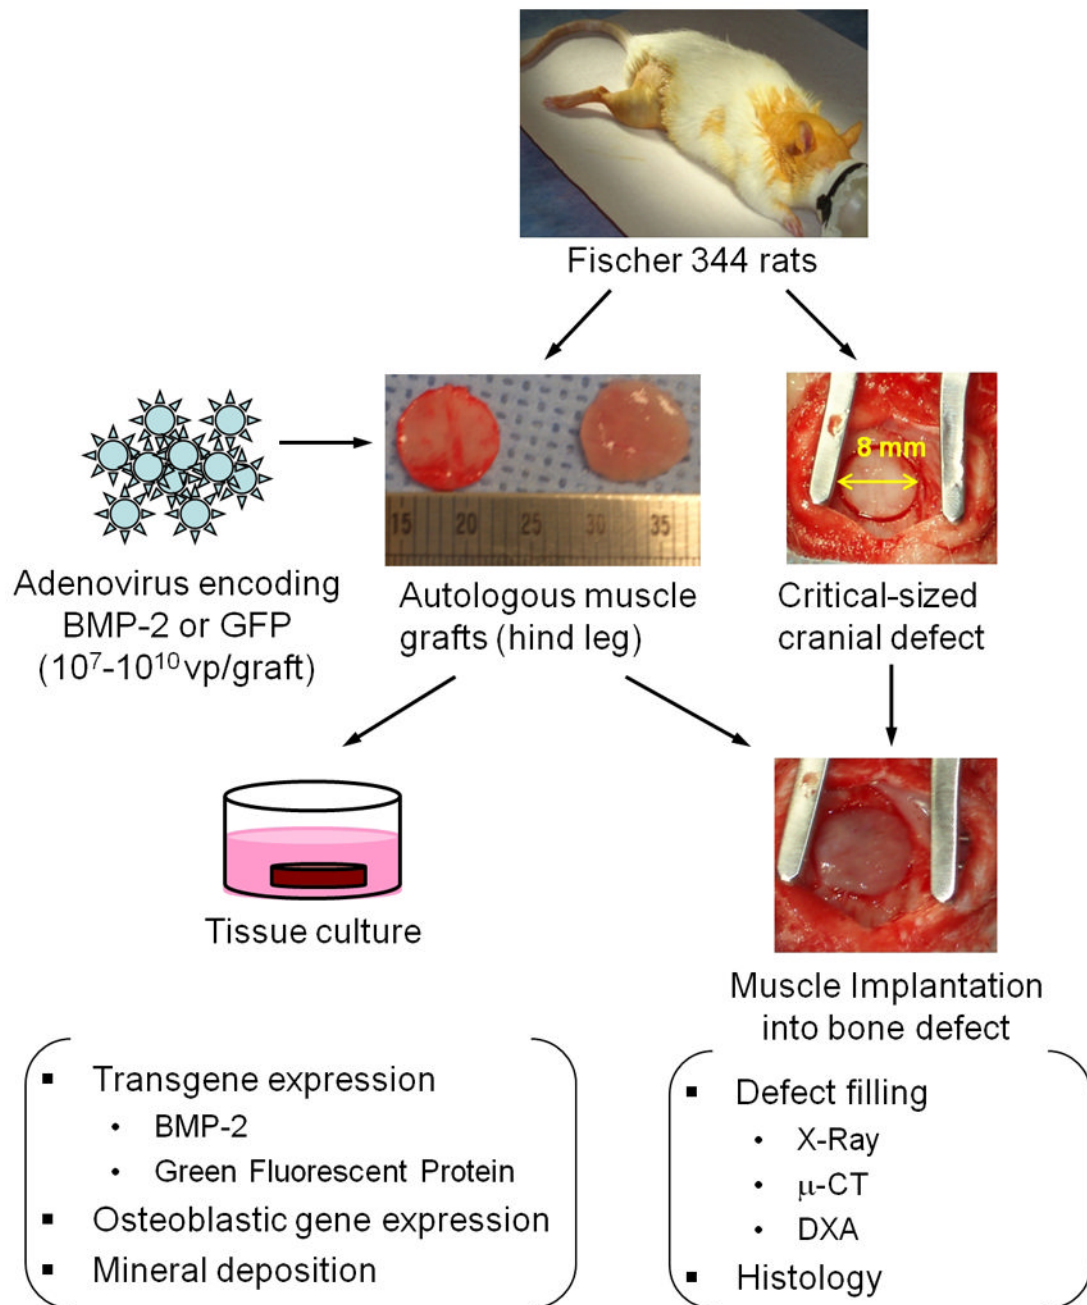 Fischer 344 rats
8 mm
15 20 25 30 35
Adenovirus encoding
BMP-2 or GFP
(10⁷-10¹⁰ vp/graft)
Autologous muscle
grafts (hind leg)
Critical-sized
cranial defect
Tissue culture
Muscle Implantation
into bone defect
▪ Transgene expression
• BMP-2
• Green Fluorescent Protein
▪ Osteoblastic gene expression
▪ Mineral deposition
▪ Defect filling
• X-Ray
• μ-CT
• DXA
▪ Histology